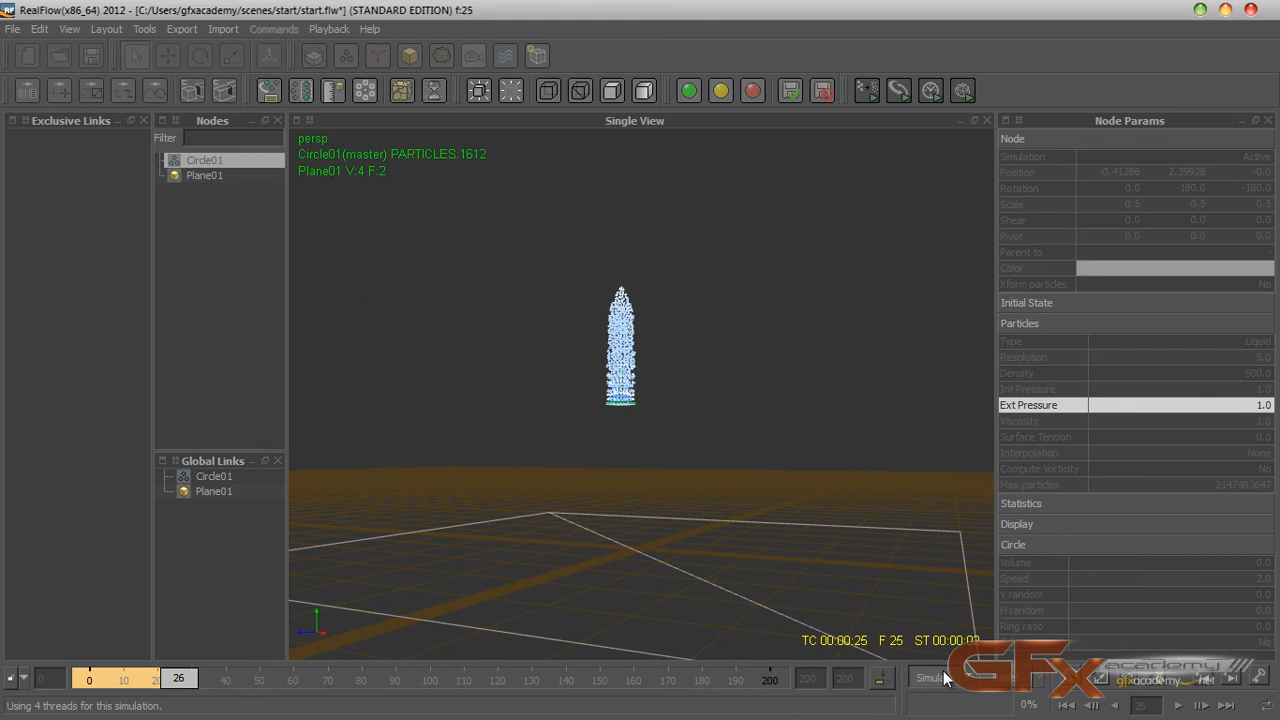 RealFlow(x86_64) 2012 - [C:/Users/gfxacademy/scenes/start/start.flw*] (STANDARD EDITION) f:25
File Edit View Layout Tools Export Import Commands Playback Help
Exclusive Links
Nodes
Filter
Circle01
Plane01
Global Links
Circle01
Plane01
Single View
persp
Circle01(master) PARTICLES:1612
Plane01 V:4 F:2
TC 00:00:25 F 25 ST 00:00:02
Node Params
Node
Simulation Active
Position -0.41286 2.39928 -0.0
Rotation 0.0 -180.0 -180.0
Scale 0.5 0.5 0.5
Shear 0.0 0.0 0.0
Pivot 0.0 0.0 0.0
Parent to -
Color
Xform particles No
Initial State
Particles
Type Liquid
Resolution 5.0
Density 500.0
Int Pressure 1.0
Ext Pressure 1.0
Viscosity 1.0
Surface Tension 0.0
Interpolation None
Compute Vorticity No
Max particles 2147483647
Statistics
Display
Circle
Volume 0.0
Speed 2.0
V random 0.0
H random 0.0
Ring ratio 0.0
0 0 10 20 26 40 50 60 70 80 90 100 110 120 130 140 150 160 170 180 190 200 200 200
GFx academy
gfxacademy.net
Using 4 threads for this simulation.
0% 26